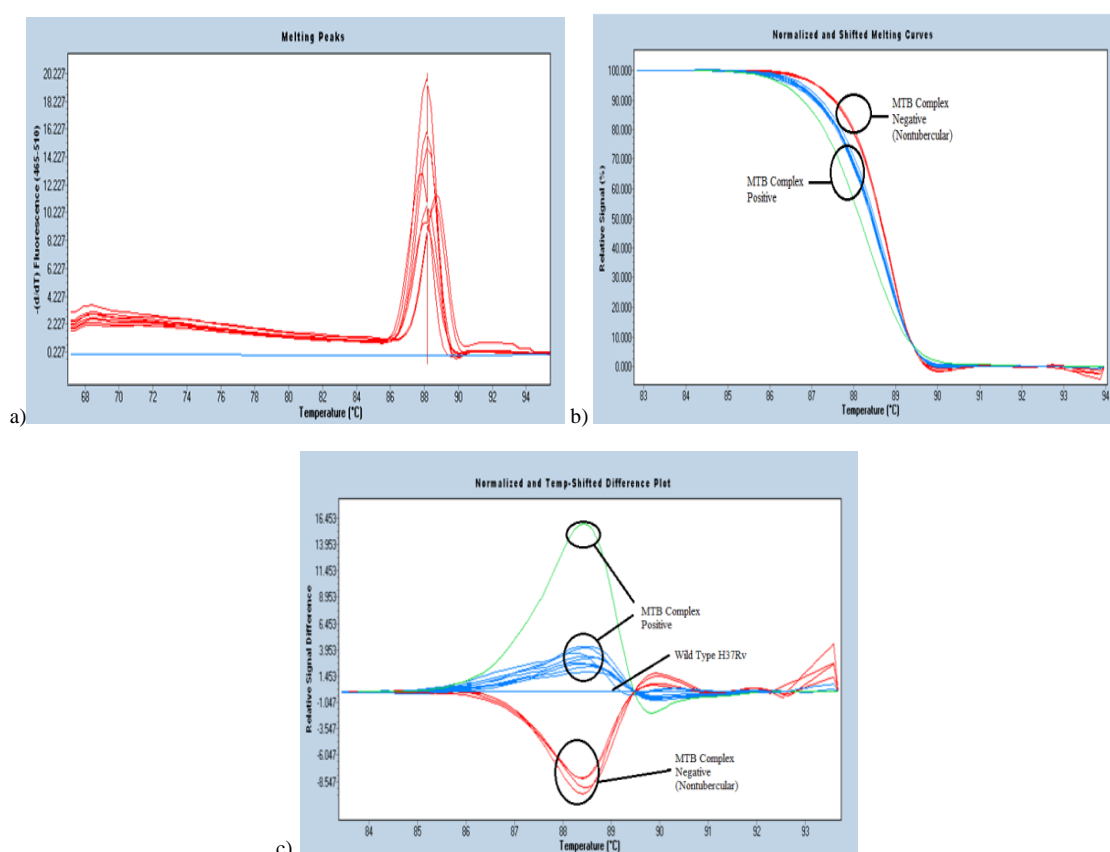 Melting Peaks
-(d/dT) Fluorescence (465-510)
20.227
18.227
16.227
14.227
12.227
10.227
8.227
6.227
4.227
2.227
0.227
68 70 72 74 76 78 80 82 84 86 88 90 92 94
Temperature (°C)
a)
Normalized and Shifted Melting Curves
Relative Signal (%)
100.000
90.000
80.000
70.000
60.000
50.000
40.000
30.000
20.000
10.000
0.000
MTB Complex
Negative
(Nontubercular)
MTB Complex
Positive
83 84 85 86 87 88 89 90 91 92 93 94
Temperature (°C)
b)
Normalized and Temp-Shifted Difference Plot
Relative Signal Difference
16.453
13.953
11.453
8.953
6.453
3.953
1.453
-1.047
-3.547
-6.047
-8.547
MTB Complex
Positive
Wild Type H37Rv
MTB Complex
Negative
(Nontubercular)
84 85 86 87 88 89 90 91 92 93
Temperature (°C)
c)